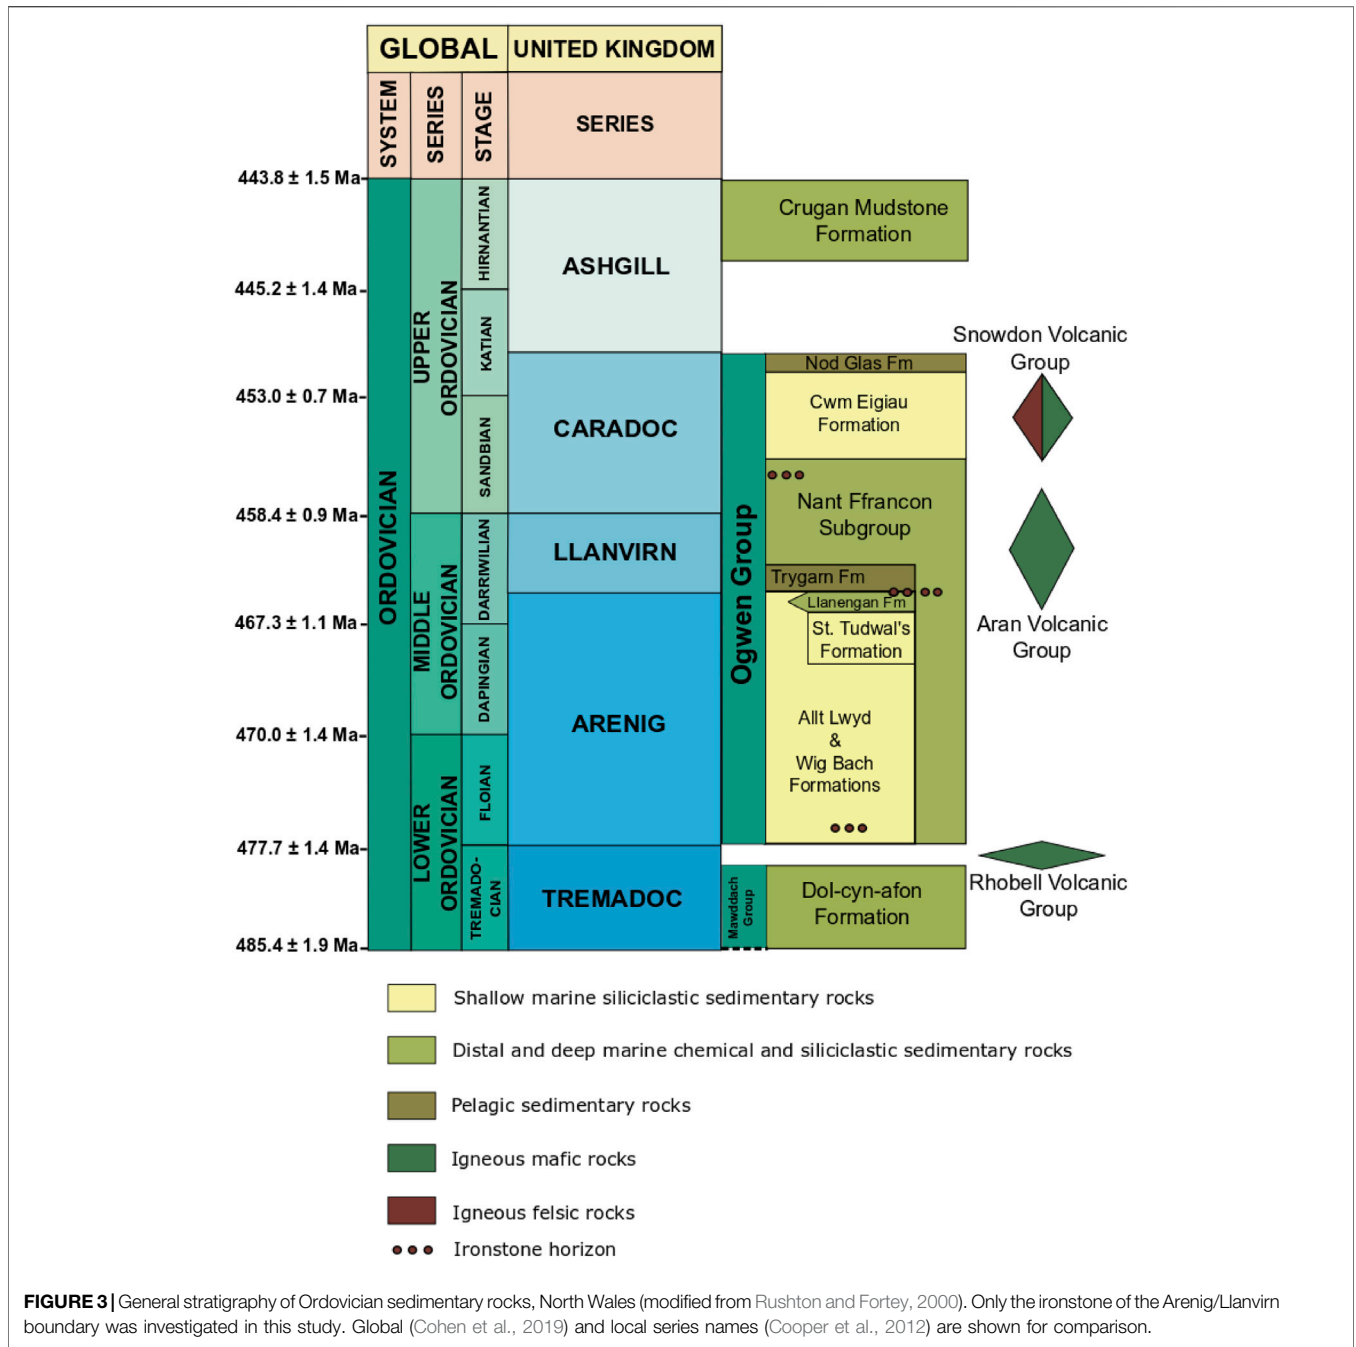 GLOBAL
UNITED KINGDOM
SYSTEM
SERIES
STAGE
SERIES
443.8 ± 1.5 Ma
445.2 ± 1.4 Ma
453.0 ± 0.7 Ma
458.4 ± 0.9 Ma
467.3 ± 1.1 Ma
470.0 ± 1.4 Ma
477.7 ± 1.4 Ma
485.4 ± 1.9 Ma
ORDOVICIAN
UPPER
ORDOVICIAN
MIDDLE
ORDOVICIAN
LOWER
ORDOVICIAN
HIRNANTIAN
KATIAN
SANDBIAN
DARRIWILIAN
DAPINGIAN
FLOIAN
TREMADO-
CIAN
ASHGILL
CARADOC
LLANVIRN
ARENIG
TREMADOC
Crugan Mudstone
Formation
Ogwen Group
Nod Glas Fm
Cwm Eigiau
Formation
Nant Ffrancon
Subgroup
Trygarn Fm
Llanengan Fm
St. Tudwal's
Formation
Allt Lwyd
&
Wig Bach
Formations
Mawddach
Group
Dol-cyn-afon
Formation
Snowdon Volcanic
Group
Aran Volcanic
Group
Rhobell Volcanic
Group
Shallow marine siliciclastic sedimentary rocks
Distal and deep marine chemical and siliciclastic sedimentary rocks
Pelagic sedimentary rocks
Igneous mafic rocks
Igneous felsic rocks
Ironstone horizon
FIGURE 3 | General stratigraphy of Ordovician sedimentary rocks, North Wales (modified from Rushton and Fortey, 2000). Only the ironstone of the Arenig/Llanvirn
boundary was investigated in this study. Global (Cohen et al., 2019) and local series names (Cooper et al., 2012) are shown for comparison.